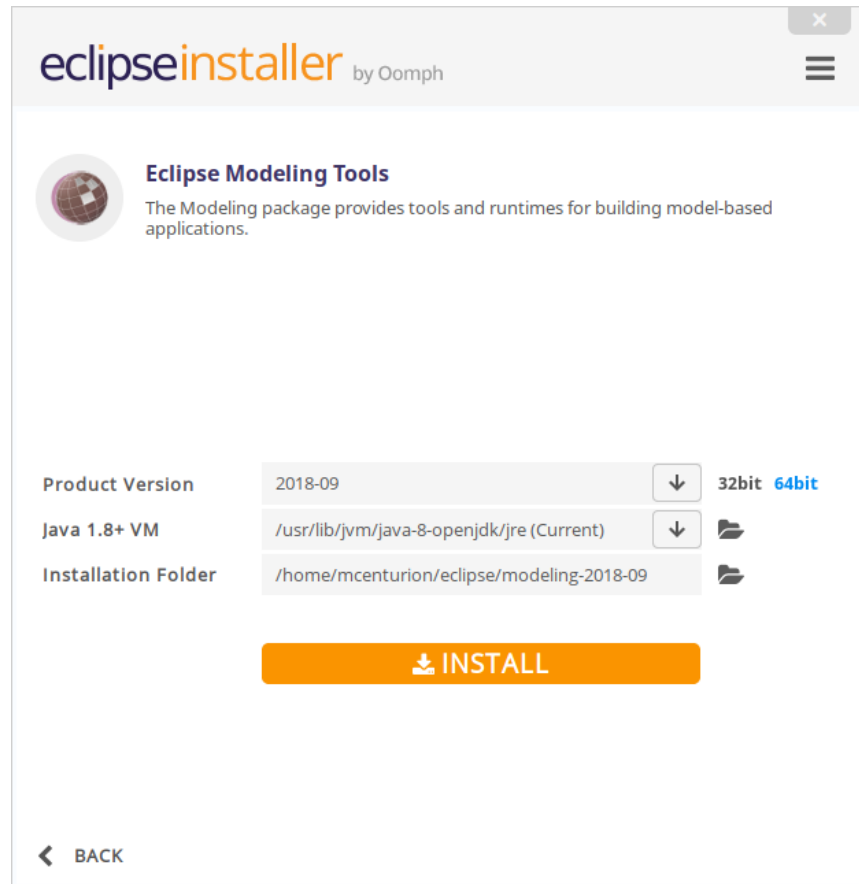 eclipseinstaller by Oomph
Eclipse Modeling Tools
The Modeling package provides tools and runtimes for building model-based
applications.
Product Version 2018-09 32bit 64bit
Java 1.8+ VM /usr/lib/jvm/java-8-openjdk/jre (Current)
Installation Folder /home/mcenturion/eclipse/modeling-2018-09
INSTALL
BACK